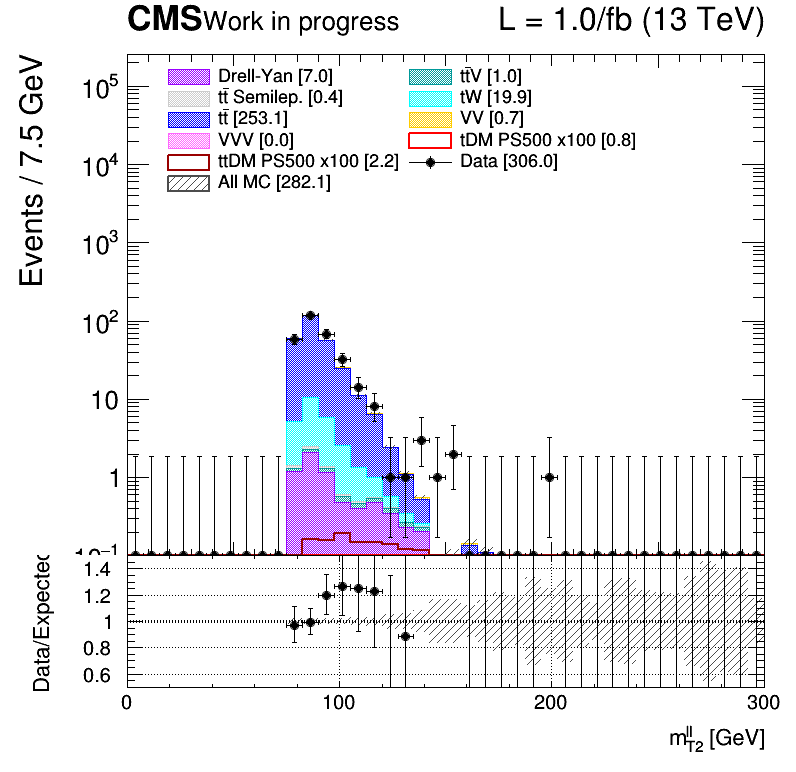 CMS Work in progress L = 1.0/fb (13 TeV)
Events / 7.5 GeV
Drell-Yan [7.0] tt̄V [1.0]
tt̄ Semilep. [0.4] tW [19.9]
tt̄ [253.1] VV [0.7]
VVV [0.0] tDM PS500 x100 [0.8]
ttDM PS500 x100 [2.2] Data [306.0]
All MC [282.1]
10⁵
10⁴
10³
10²
10
1
10⁻¹
Data/Expected
1.4
1.2
1
0.8
0.6
0 100 200 300
m^ll_T2 [GeV]